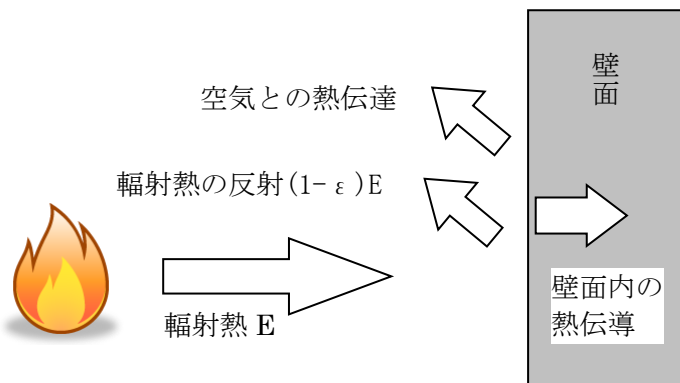 壁面
空気との熱伝達
輻射熱の反射(1-ε)E
輻射熱 E
壁面内の
熱伝導